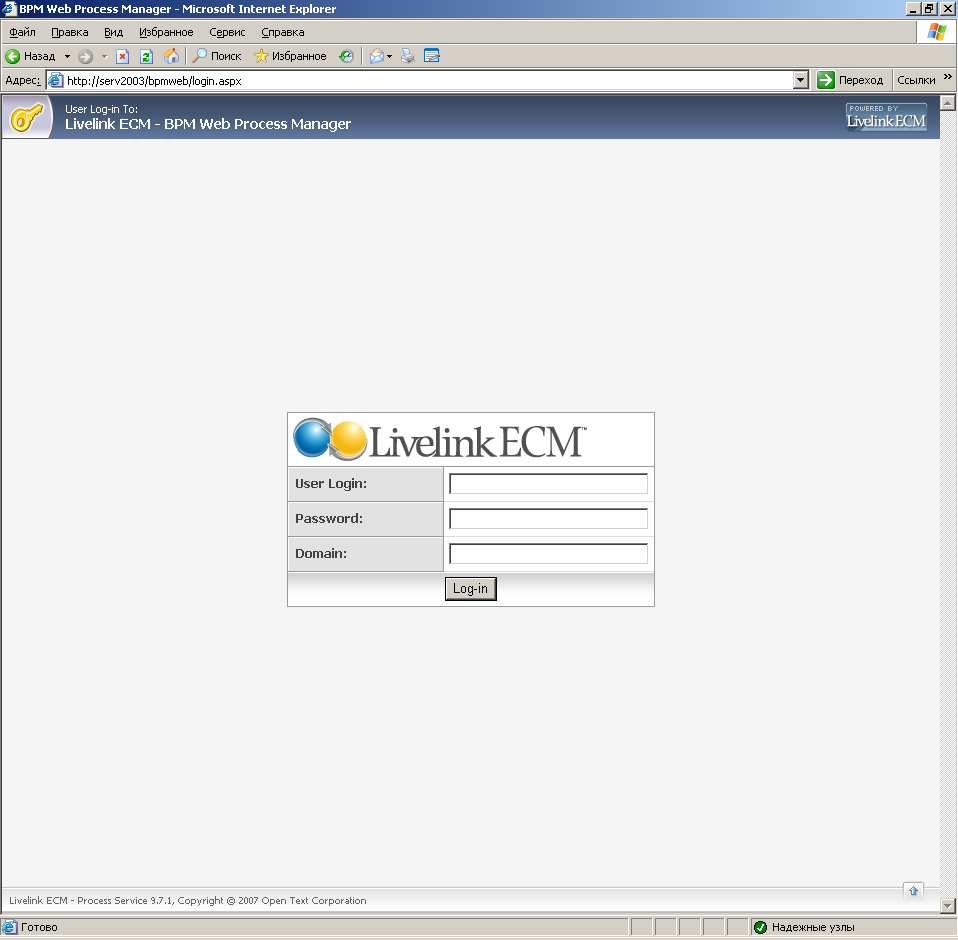 BPM Web Process Manager - Microsoft Internet Explorer
Файл Правка Вид Избранное Сервис Справка
Назад Поиск Избранное
Адрес: http://serv2003/bpmweb/login.aspx Переход Ссылки »
User Log-in To:
Livelink ECM - BPM Web Process Manager
POWERED BY
Livelink ECM
Livelink ECM™
User Login:
Password:
Domain:
Log-in
Livelink ECM - Process Service 9.7.1, Copyright © 2007 Open Text Corporation
Готово Надежные узлы